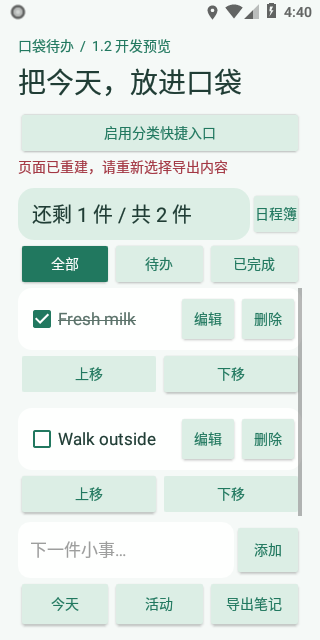 4:40
口袋待办 / 1.2 开发预览
把今天，放进口袋
启用分类快捷入口
页面已重建，请重新选择导出内容
还剩 1 件 / 共 2 件
日程簿
全部 待办 已完成
Fresh milk 编辑 删除
上移 下移
Walk outside 编辑 删除
上移 下移
下一件小事… 添加
今天 活动 导出笔记